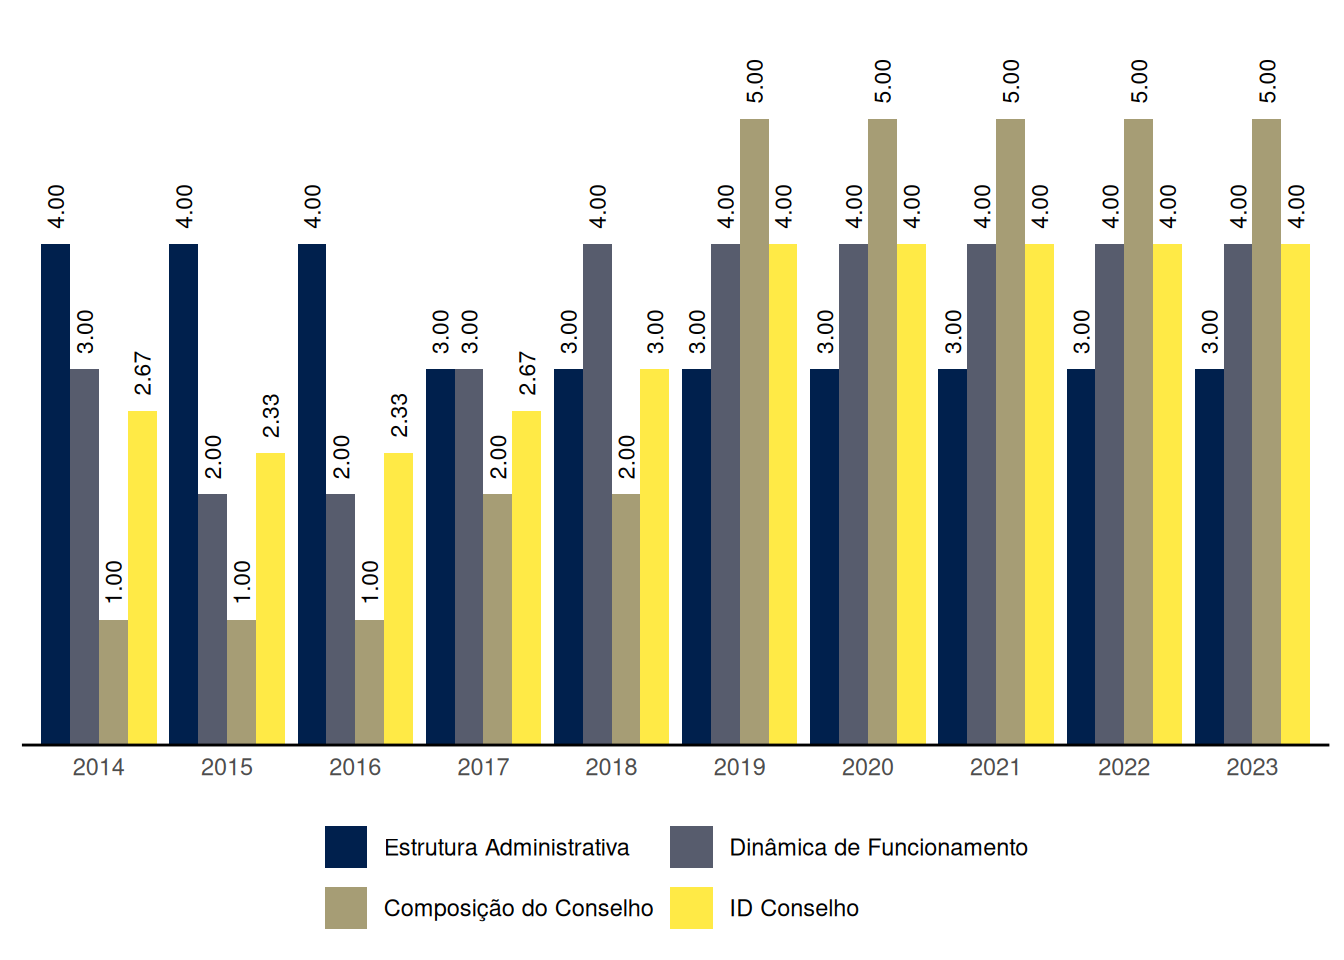 4.00 3.00 1.00 2.67 4.00 2.00 1.00 2.33 4.00 2.00 1.00 2.33 3.00 3.00 2.00 2.67 3.00 4.00 2.00 3.00 3.00 4.00 5.00 4.00 3.00 4.00 5.00 4.00 3.00 4.00 5.00 4.00 3.00 4.00 5.00 4.00 3.00 4.00 5.00 4.00
2014 2015 2016 2017 2018 2019 2020 2021 2022 2023
Estrutura Administrativa Dinâmica de Funcionamento
Composição do Conselho ID Conselho